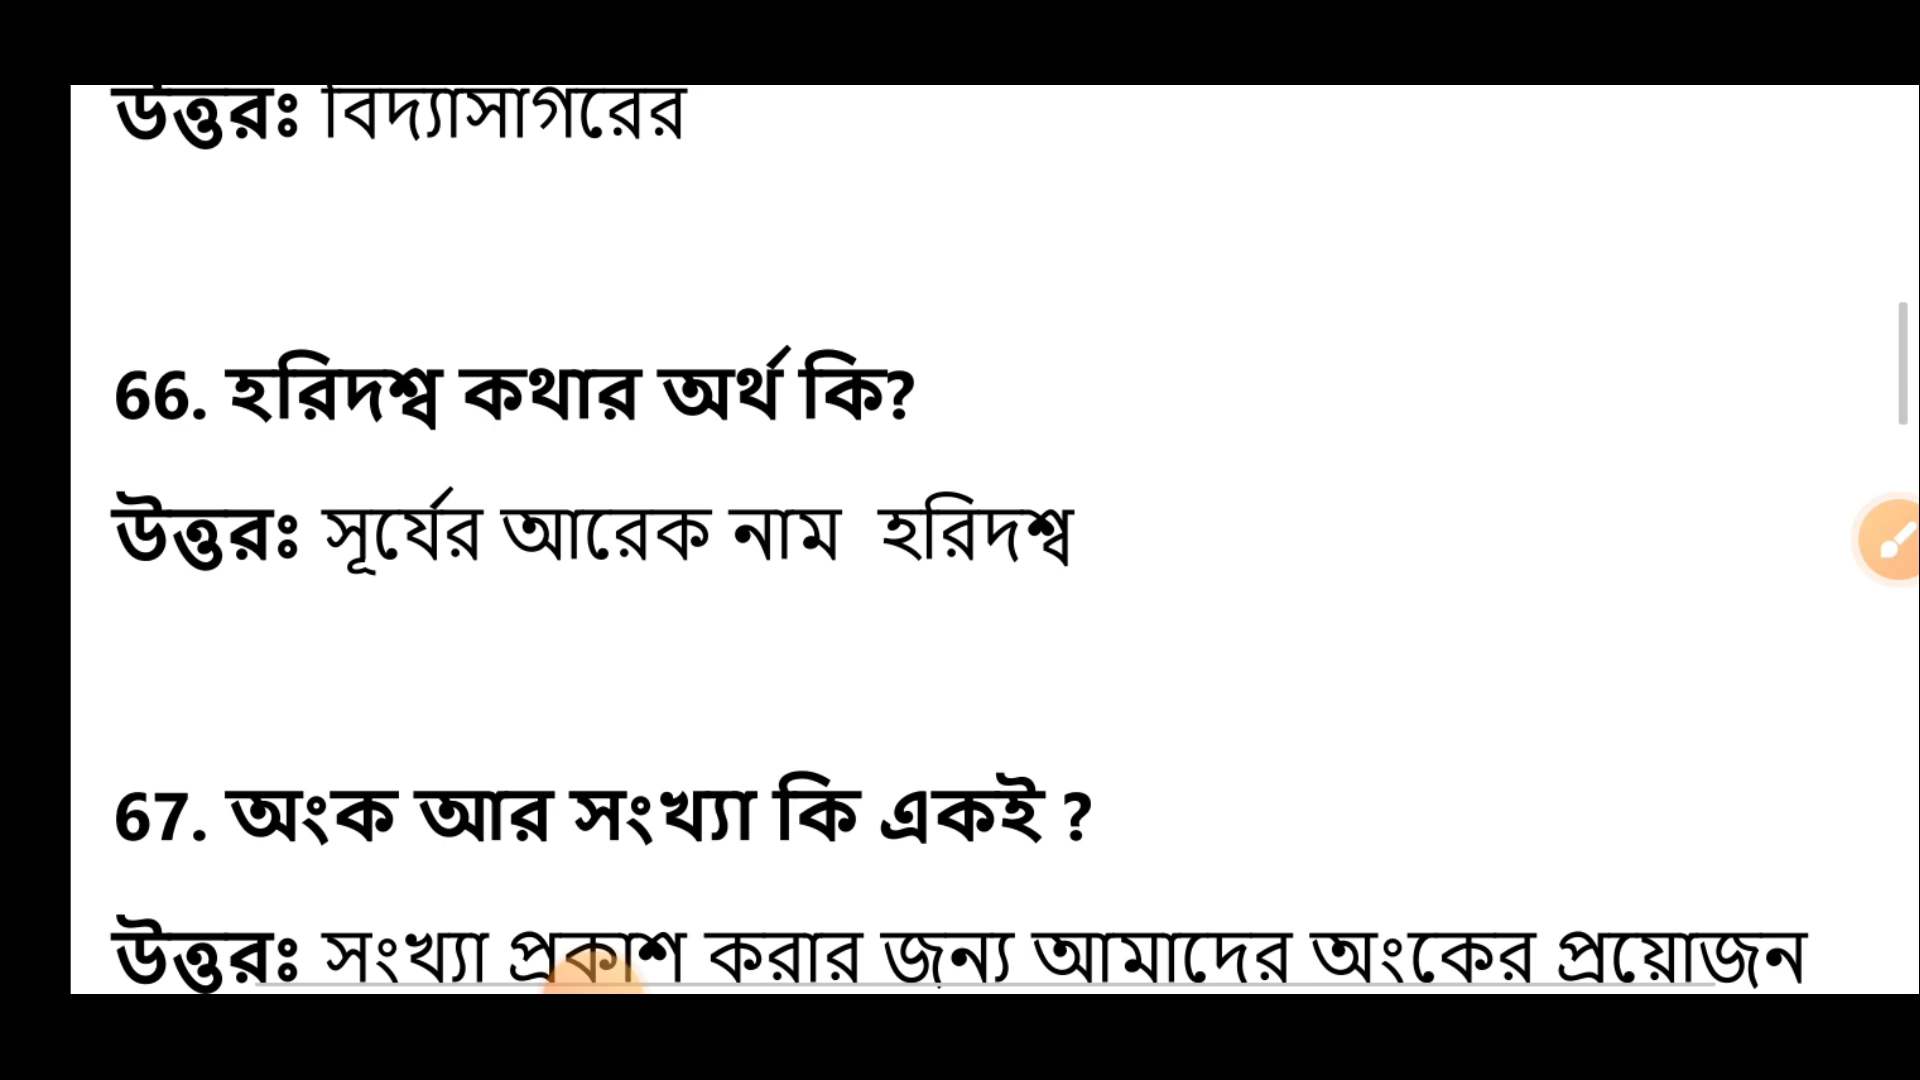 উত্তরঃ বিদ্যাসাগরের
66. হরিদশ্ব কথার অর্থ কি?
উত্তরঃ সূর্যের আরেক নাম  হরিদশ্ব
67. অংক আর সংখ্যা কি একই ?
উত্তরঃ সংখ্যা প্রকাশ করার জন্য আমাদের অংকের প্রয়োজন